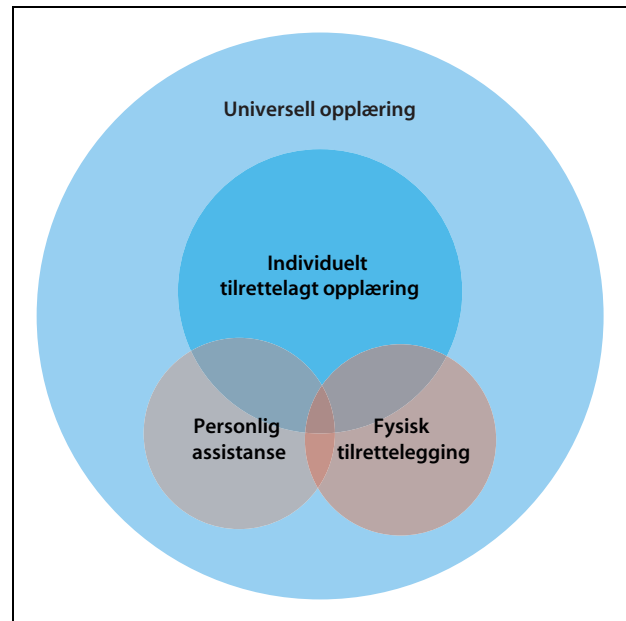 Universell opplæring
Individuelt
tilrettelagt opplæring
Personlig
assistanse
Fysisk
tilrettelegging